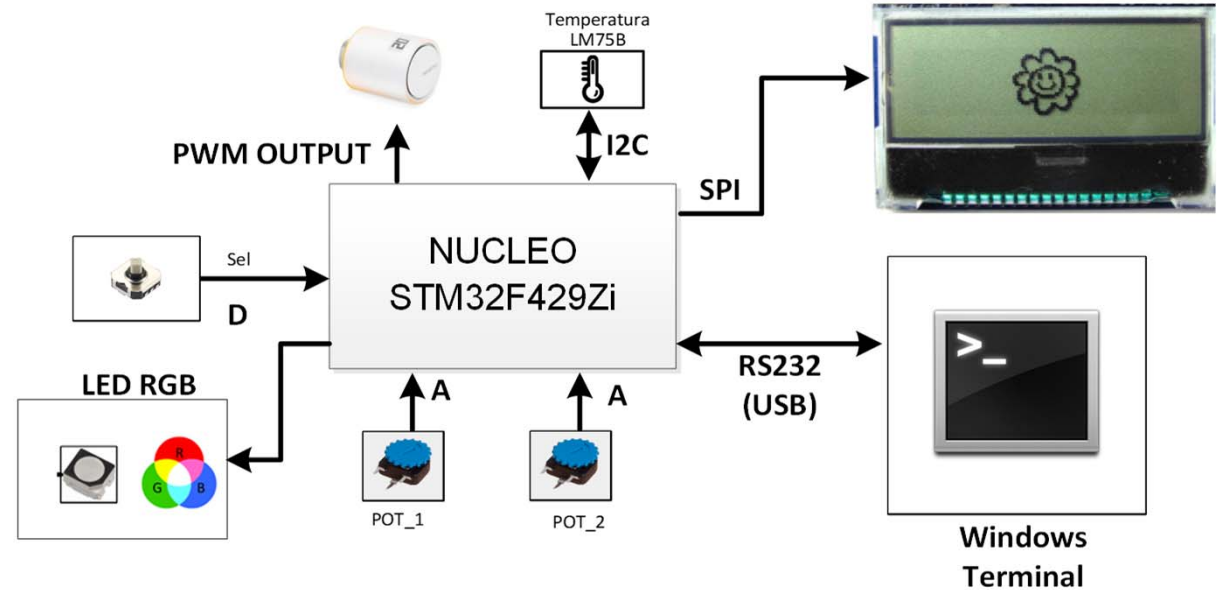 Temperatura
LM75B
PWM OUTPUT
I2C
SPI
NUCLEO
STM32F429Zi
Sel
D
LED RGB
R
G
B
A
A
POT_1
POT_2
RS232
(USB)
>_
Windows
Terminal